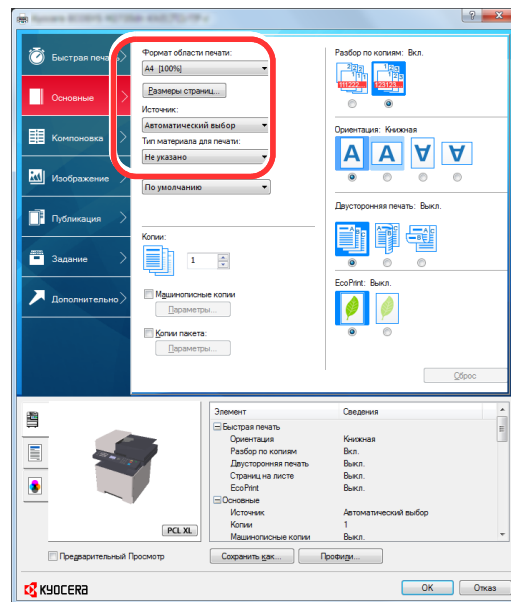 Быстрая печать
Основные
Компоновка
Изображение
Публикация
Задание
Дополнительно
Формат области печати:
A4 [100%]
Размеры страниц...
Источник:
Автоматический выбор
Тип материала для печати:
Не указано
По умолчанию
Копии:
1
Машинописные копии
Параметры...
Копии пакета:
Параметры...
Разбор по копиям: Вкл.
111222...
123123...
Ориентация: Книжная
A A A A
Двусторонняя печать: Выкл.
EcoPrint: Выкл.
Сброс
PCL XL
Предварительный Просмотр
Элемент Сведения
Быстрая печать
Ориентация Книжная
Разбор по копиям Вкл.
Двусторонняя печать Выкл.
Страниц на листе Выкл.
EcoPrint Выкл.
Основные
Источник Автоматический выбор
Копии 1
Машинописные копии Выкл.
Сохранить как... Профили...
KYOCERA
OK Отказ